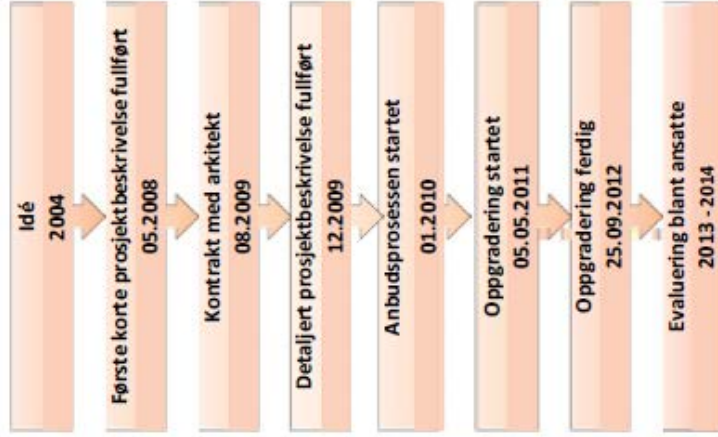 Idé
2004
Første korte prosjektbeskrivelse fullført
05.2008
Kontrakt med arkitekt
08.2009
Detaljert prosjektbeskrivelse fullført
12.2009
Anbudsprosessen startet
01.2010
Oppgradering startet
05.05.2011
Oppgradering ferdig
25.09.2012
Evaluering blant ansatte
2013 - 2014